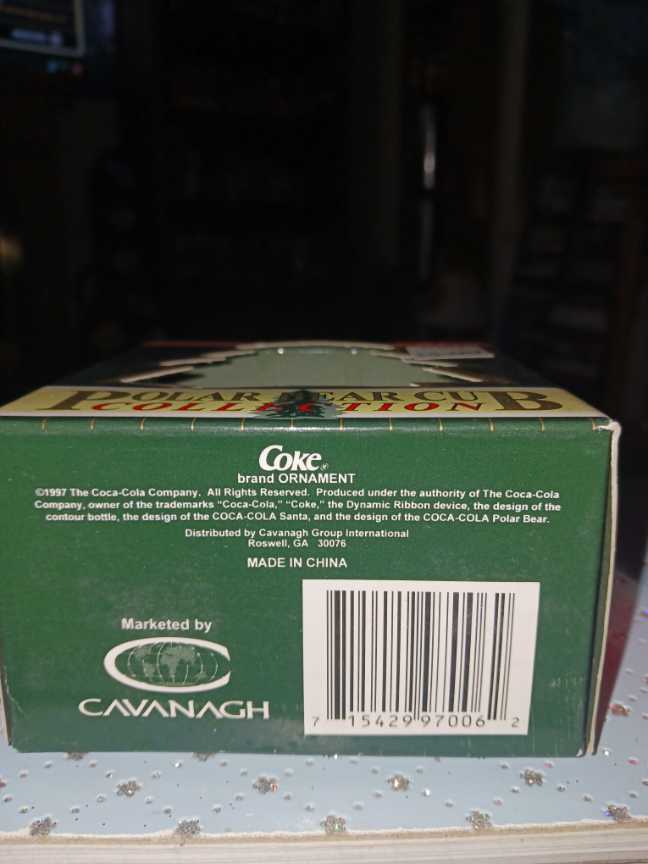 POLAR BEAR CUB
COLLECTION
Coke®
brand ORNAMENT
©1997 The Coca-Cola Company. All Rights Reserved. Produced under the authority of The Coca-Cola
Company, owner of the trademarks "Coca-Cola," "Coke," the Dynamic Ribbon device, the design of the
contour bottle, the design of the COCA-COLA Santa, and the design of the COCA-COLA Polar Bear.
Distributed by Cavanagh Group International
Roswell, GA 30076
MADE IN CHINA
Marketed by
CAVANAGH
7 15429 97006 2